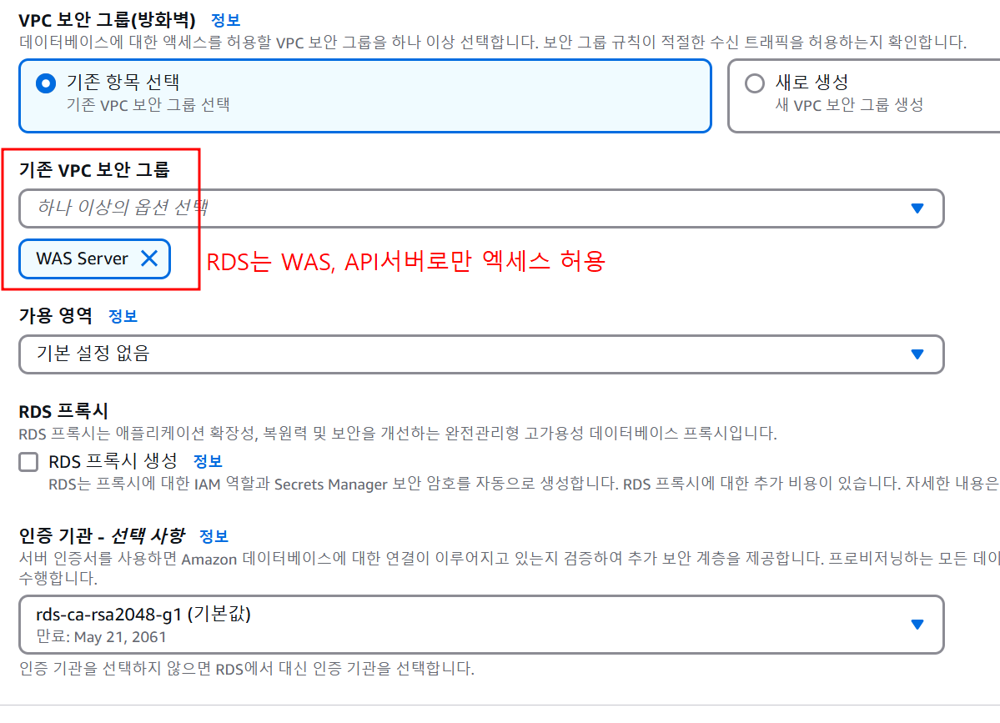 VPC 보안 그룹(방화벽) 정보
데이터베이스에 대한 액세스를 허용할 VPC 보안 그룹을 하나 이상 선택합니다. 보안 그룹 규칙이 적절한 수신 트래픽을 허용하는지 확인합니다.
기존 항목 선택
기존 VPC 보안 그룹 선택
새로 생성
새 VPC 보안 그룹 생성
기존 VPC 보안 그룹
하나 이상의 옵션 선택
WAS Server
RDS는 WAS, API서버로만 엑세스 허용
가용 영역 정보
기본 설정 없음
RDS 프록시
RDS 프록시는 애플리케이션 확장성, 복원력 및 보안을 개선하는 완전관리형 고가용성 데이터베이스 프록시입니다.
RDS 프록시 생성 정보
RDS는 프록시에 대한 IAM 역할과 Secrets Manager 보안 암호를 자동으로 생성합니다. RDS 프록시에 대한 추가 비용이 있습니다. 자세한 내용은
인증 기관 - 선택 사항 정보
서버 인증서를 사용하면 Amazon 데이터베이스에 대한 연결이 이루어지고 있는지 검증하여 추가 보안 계층을 제공합니다. 프로비저닝하는 모든 데이
수행합니다.
rds-ca-rsa2048-g1 (기본값)
만료: May 21, 2061
인증 기관을 선택하지 않으면 RDS에서 대신 인증 기관을 선택합니다.